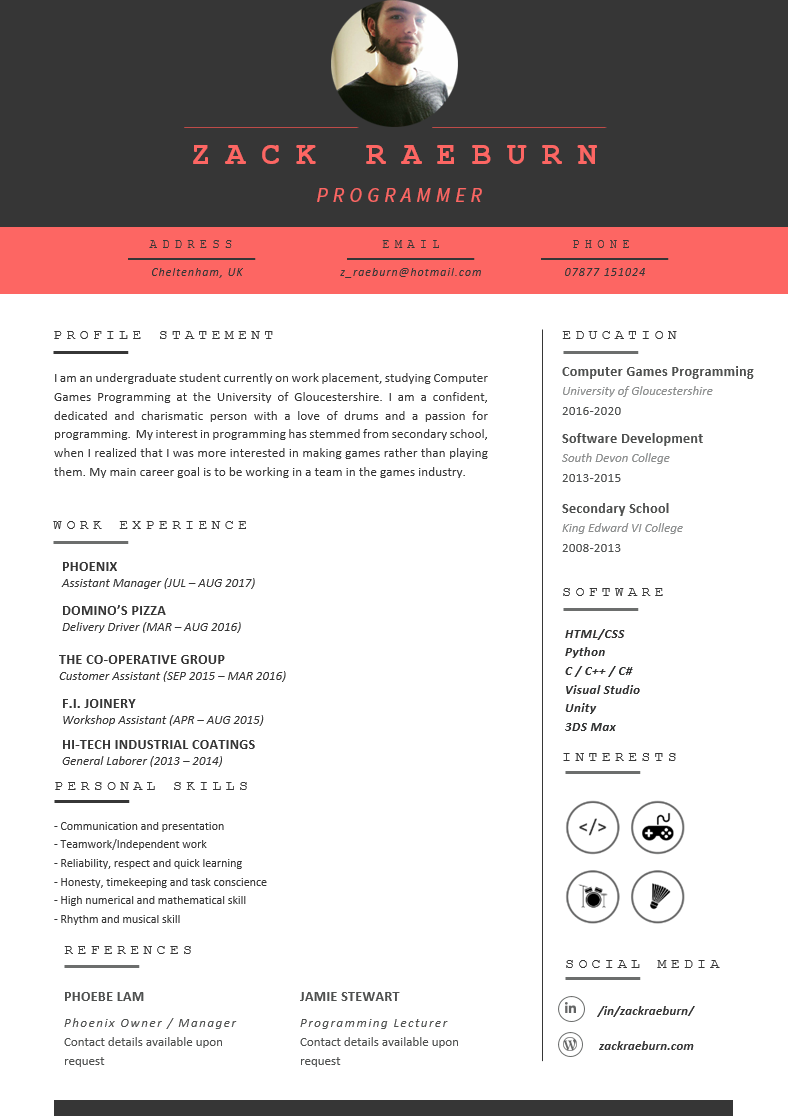 ZACK RAEBURN
PROGRAMMER
ADDRESS
Cheltenham, UK
EMAIL
z_raeburn@hotmail.com
PHONE
07877 151024
PROFILE STATEMENT
I am an undergraduate student currently on work placement, studying Computer
Games Programming at the University of Gloucestershire. I am a confident,
dedicated and charismatic person with a love of drums and a passion for
programming. My interest in programming has stemmed from secondary school,
when I realized that I was more interested in making games rather than playing
them. My main career goal is to be working in a team in the games industry.
WORK EXPERIENCE
PHOENIX
Assistant Manager (JUL – AUG 2017)
DOMINO’S PIZZA
Delivery Driver (MAR – AUG 2016)
THE CO-OPERATIVE GROUP
Customer Assistant (SEP 2015 – MAR 2016)
F.I. JOINERY
Workshop Assistant (APR – AUG 2015)
HI-TECH INDUSTRIAL COATINGS
General Laborer (2013 – 2014)
PERSONAL SKILLS
- Communication and presentation
- Teamwork/Independent work
- Reliability, respect and quick learning
- Honesty, timekeeping and task conscience
- High numerical and mathematical skill
- Rhythm and musical skill
REFERENCES
PHOEBE LAM
Phoenix Owner / Manager
Contact details available upon
request
JAMIE STEWART
Programming Lecturer
Contact details available upon
request
EDUCATION
Computer Games Programming
University of Gloucestershire
2016-2020
Software Development
South Devon College
2013-2015
Secondary School
King Edward VI College
2008-2013
SOFTWARE
HTML/CSS
Python
C / C++ / C#
Visual Studio
Unity
3DS Max
INTERESTS
</>
SOCIAL MEDIA
in /in/zackraeburn/
W zackraeburn.com